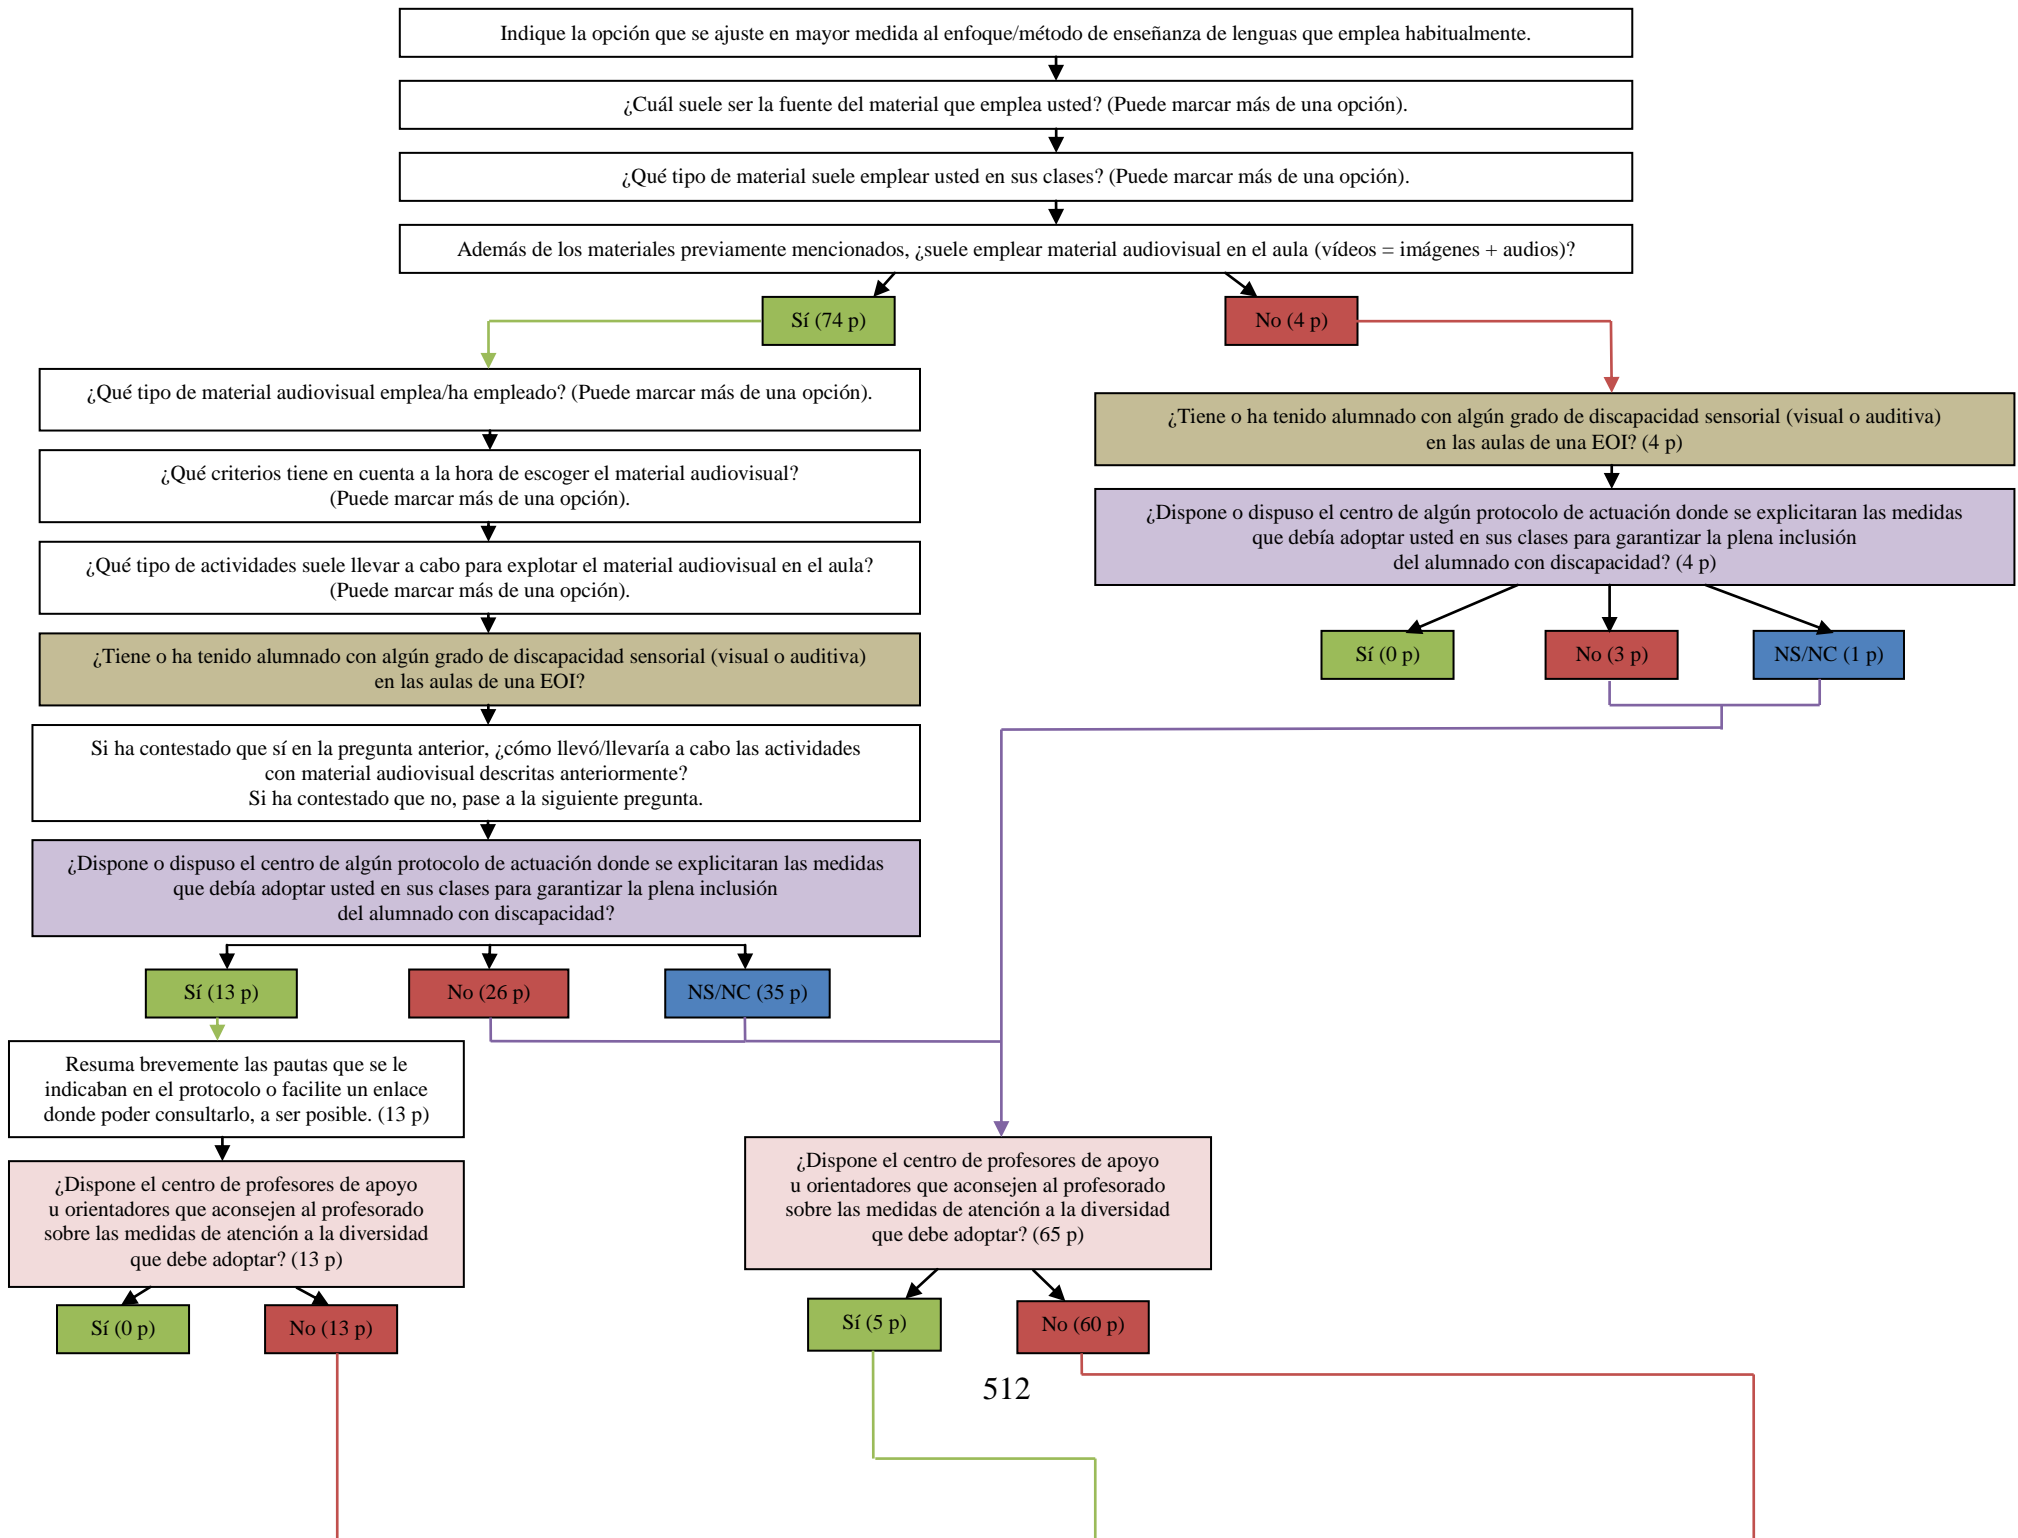 Indique la opción que se ajuste en mayor medida al enfoque/método de enseñanza de lenguas que emplea habitualmente.
¿Cuál suele ser la fuente del material que emplea usted? (Puede marcar más de una opción).
¿Qué tipo de material suele emplear usted en sus clases? (Puede marcar más de una opción).
Además de los materiales previamente mencionados, ¿suele emplear material audiovisual en el aula (vídeos = imágenes + audios)?
Sí (74 p)
No (4 p)
¿Qué tipo de material audiovisual emplea/ha empleado? (Puede marcar más de una opción).
¿Qué criterios tiene en cuenta a la hora de escoger el material audiovisual?
(Puede marcar más de una opción).
¿Qué tipo de actividades suele llevar a cabo para explotar el material audiovisual en el aula?
(Puede marcar más de una opción).
¿Tiene o ha tenido alumnado con algún grado de discapacidad sensorial (visual o auditiva)
en las aulas de una EOI?
Si ha contestado que sí en la pregunta anterior, ¿cómo llevó/llevaría a cabo las actividades
con material audiovisual descritas anteriormente?
Si ha contestado que no, pase a la siguiente pregunta.
¿Dispone o dispuso el centro de algún protocolo de actuación donde se explicitaran las medidas
que debía adoptar usted en sus clases para garantizar la plena inclusión
del alumnado con discapacidad?
Sí (13 p)
No (26 p)
NS/NC (35 p)
¿Tiene o ha tenido alumnado con algún grado de discapacidad sensorial (visual o auditiva)
en las aulas de una EOI? (4 p)
¿Dispone o dispuso el centro de algún protocolo de actuación donde se explicitaran las medidas
que debía adoptar usted en sus clases para garantizar la plena inclusión
del alumnado con discapacidad? (4 p)
Sí (0 p)
No (3 p)
NS/NC (1 p)
Resuma brevemente las pautas que se le
indicaban en el protocolo o facilite un enlace
donde poder consultarlo, a ser posible. (13 p)
¿Dispone el centro de profesores de apoyo
u orientadores que aconsejen al profesorado
sobre las medidas de atención a la diversidad
que debe adoptar? (13 p)
Sí (0 p)
No (13 p)
¿Dispone el centro de profesores de apoyo
u orientadores que aconsejen al profesorado
sobre las medidas de atención a la diversidad
que debe adoptar? (65 p)
Sí (5 p)
No (60 p)
512